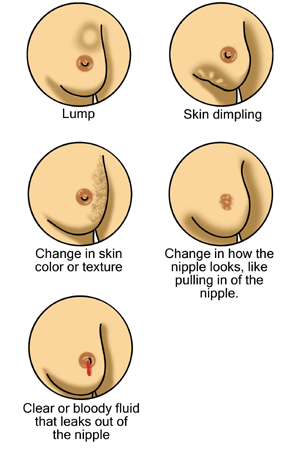 Lump
Skin dimpling
Change in skin
color or texture
Change in how the
nipple looks, like
pulling in of the
nipple.
Clear or bloody fluid
that leaks out of
the nipple